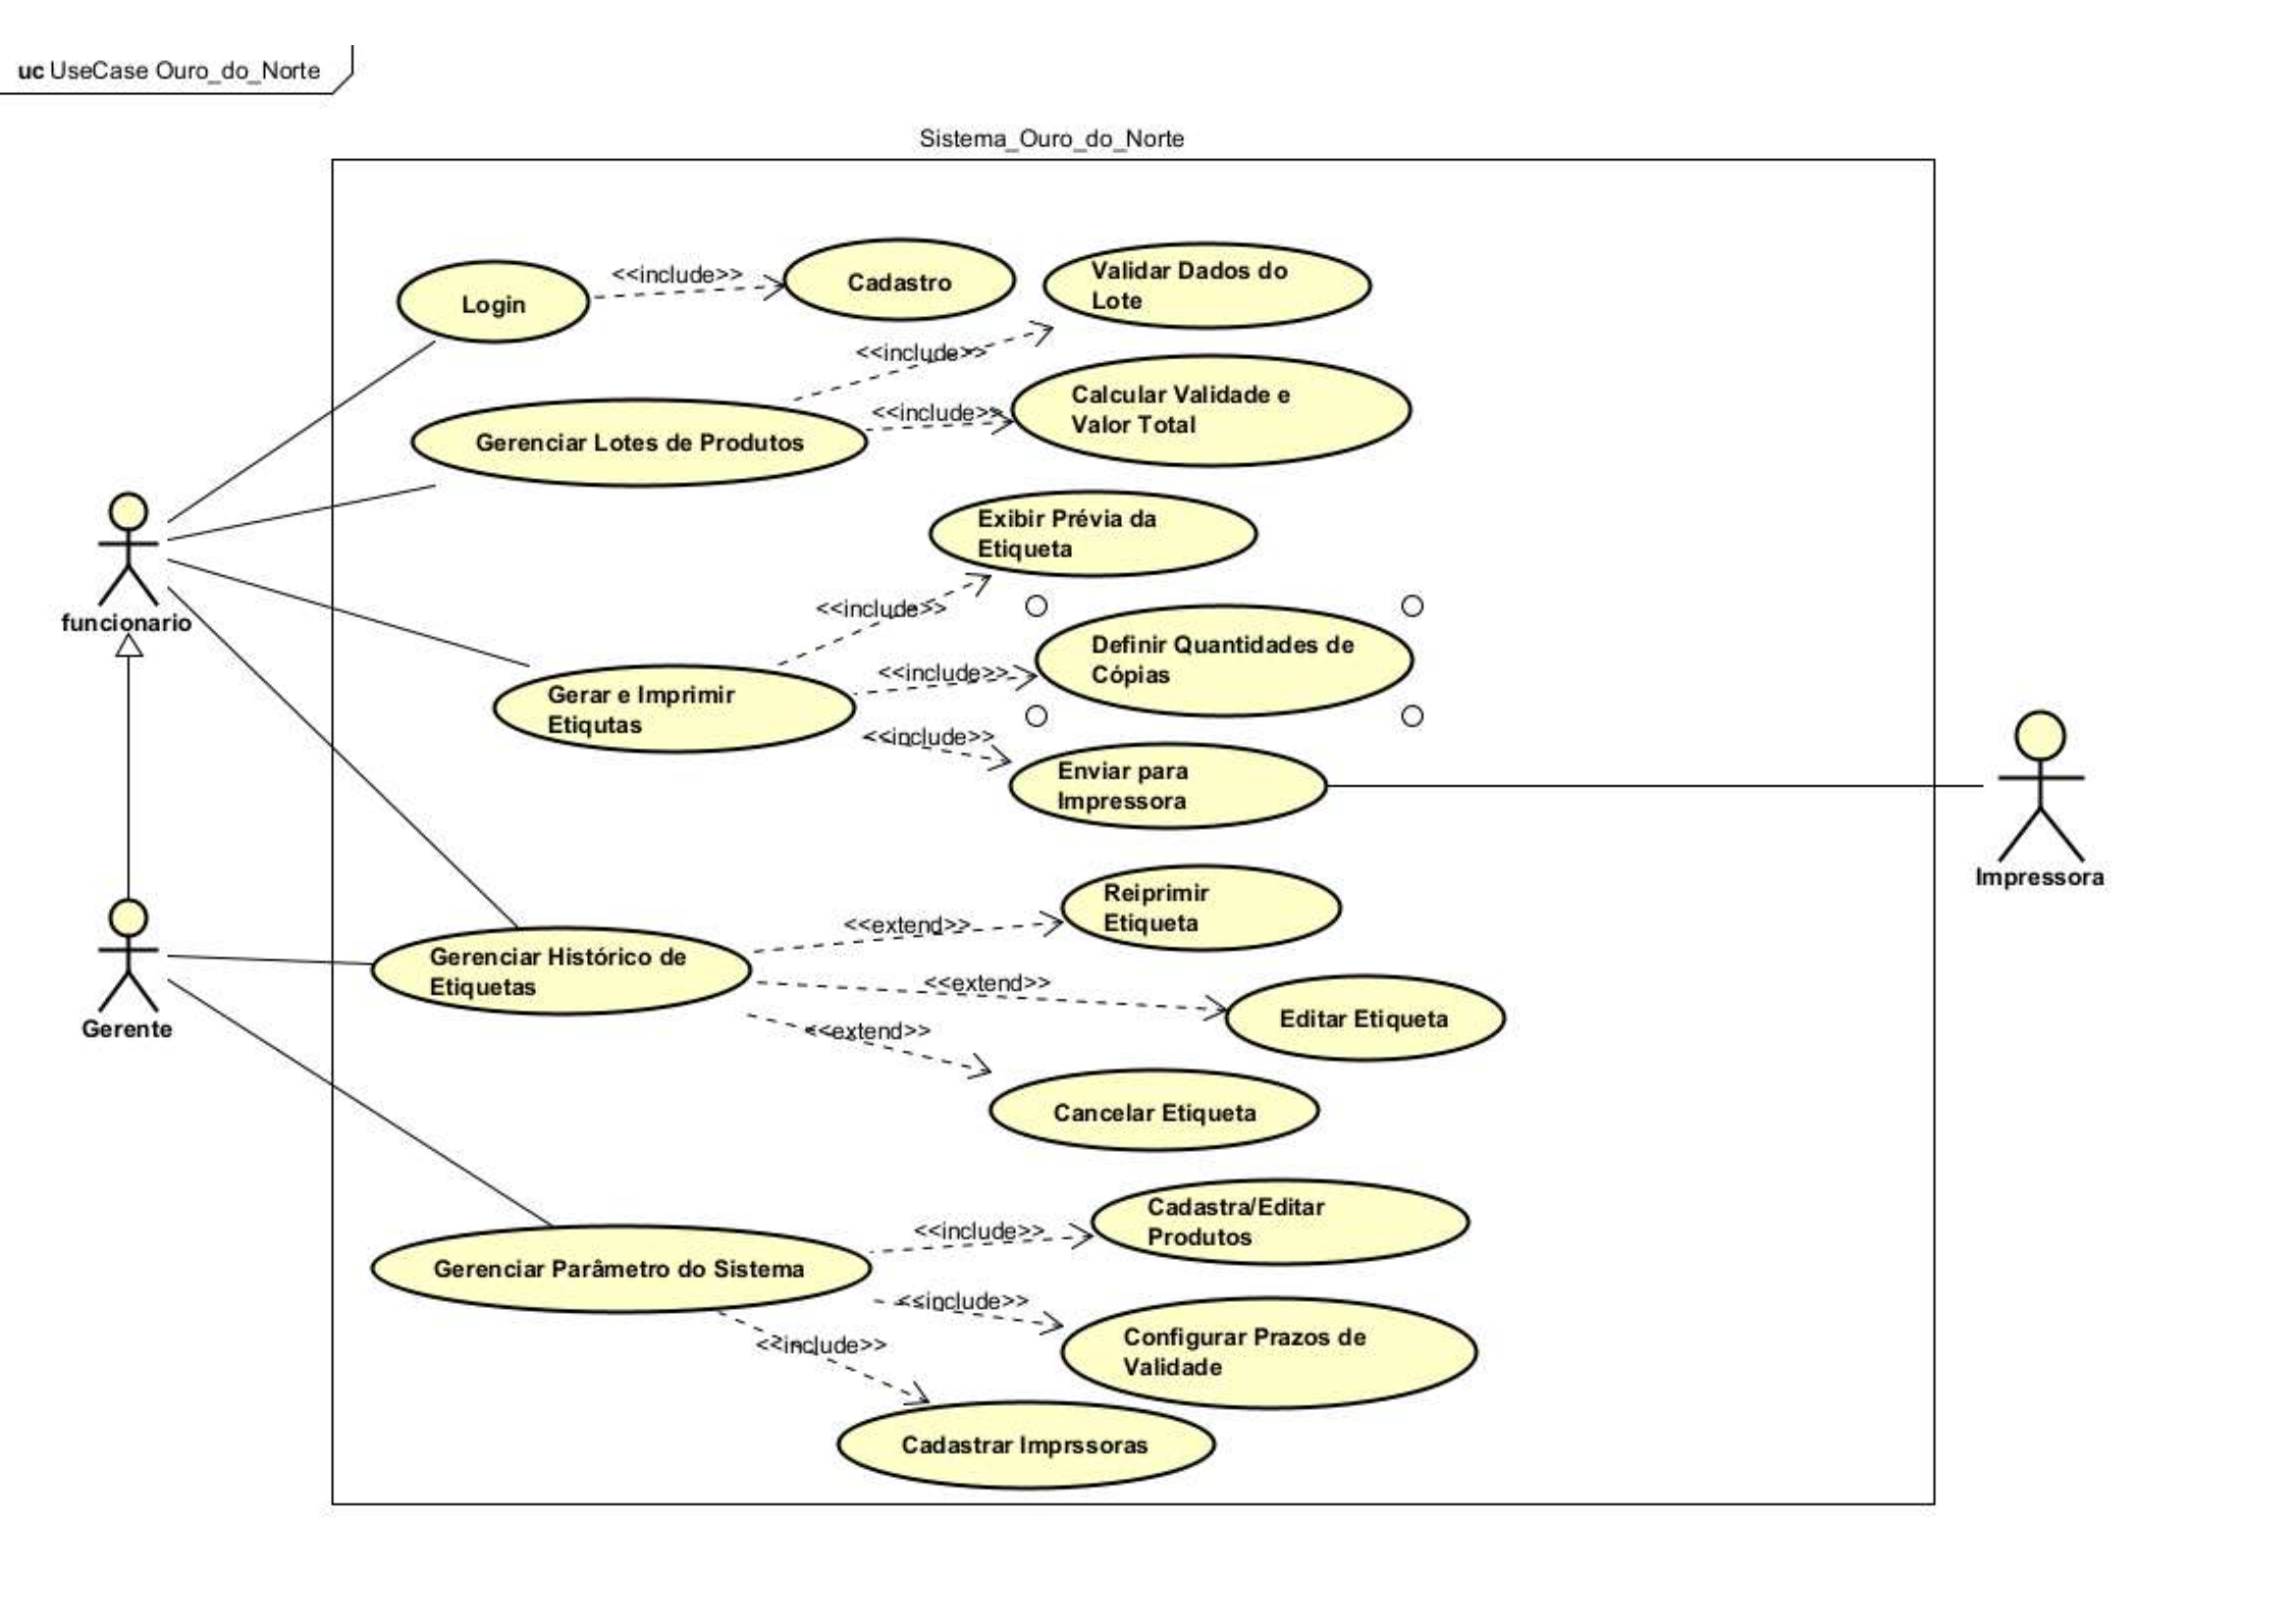 uc UseCase Ouro_do_Norte
Sistema_Ouro_do_Norte
Login
<<include>>
Cadastro
Validar Dados do
Lote
<<include>>
Gerenciar Lotes de Produtos
<<include>>
Calcular Validade e
Valor Total
funcionario
Exibir Prévia da
Etiqueta
<<include>>
Gerar e Imprimir
Etiqutas
<<include>>
Definir Quantidades de
Cópias
<<include>>
Enviar para
Impressora
Impressora
Gerente
Gerenciar Histórico de
Etiquetas
<<extend>>
Reiprimir
Etiqueta
<<extend>>
Editar Etiqueta
<<extend>>
Cancelar Etiqueta
Gerenciar Parâmetro do Sistema
<<include>>
Cadastra/Editar
Produtos
<<include>>
Configurar Prazos de
Validade
<<include>>
Cadastrar Imprssoras